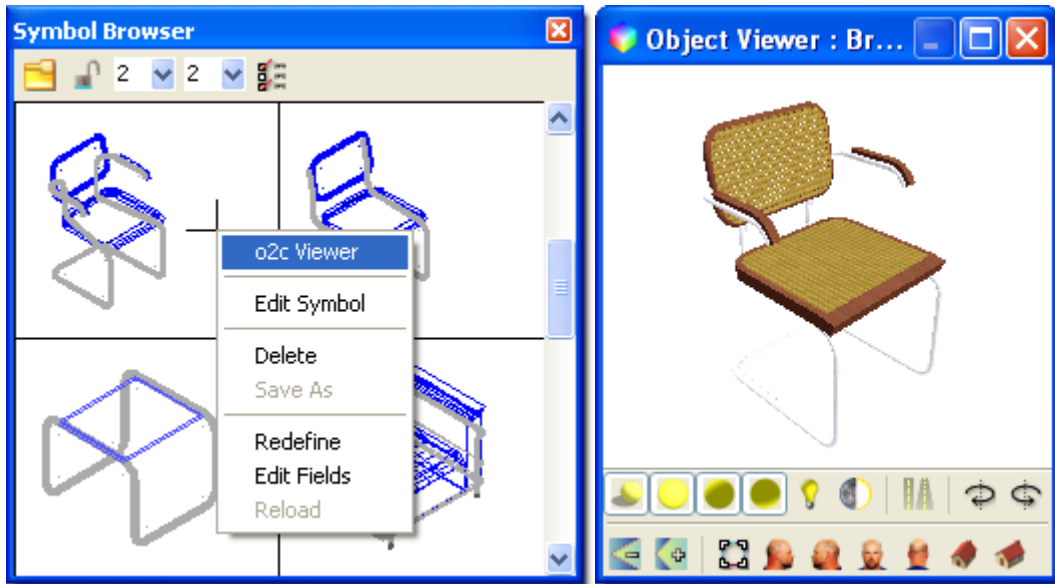 Symbol Browser
2 2
o2c Viewer
Edit Symbol
Delete
Save As
Redefine
Edit Fields
Reload
Object Viewer : Br...